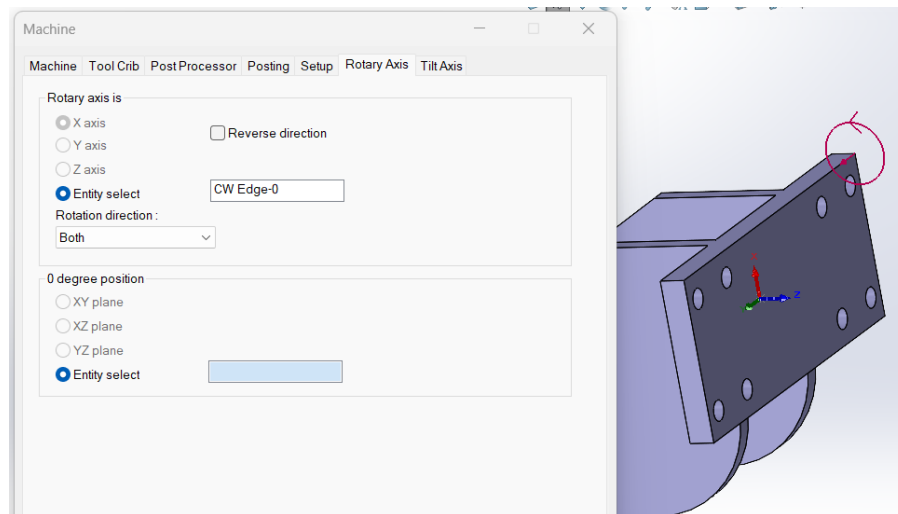 Machine
Machine Tool Crib Post Processor Posting Setup Rotary Axis Tilt Axis
Rotary axis is
X axis
Reverse direction
Y axis
Z axis
Entity select CW Edge-0
Rotation direction :
Both
0 degree position
XY plane
XZ plane
YZ plane
Entity select
Z